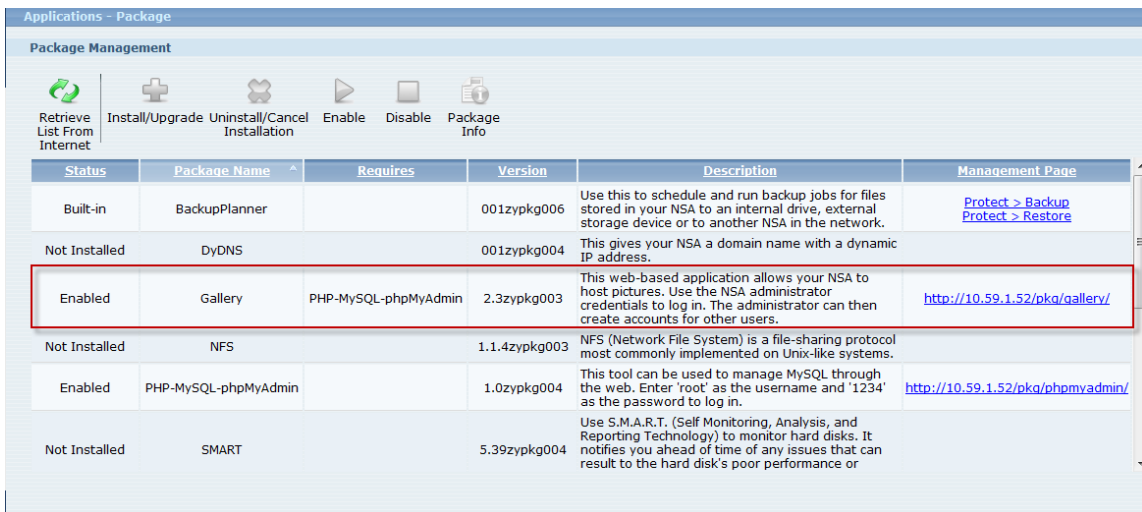 Applications - Package
Package Management
Retrieve List From Internet
Install/Upgrade
Uninstall/Cancel Installation
Enable
Disable
Package Info
Status Package Name Requires Version Description Management Page
Built-in BackupPlanner 001zypkg006
Use this to schedule and run backup jobs for files
stored in your NSA to an internal drive, external
storage device or to another NSA in the network.
Protect > Backup
Protect > Restore
Not Installed DyDNS 001zypkg004
This gives your NSA a domain name with a dynamic
IP address.
Enabled Gallery PHP-MySQL-phpMyAdmin 2.3zypkg003
This web-based application allows your NSA to
host pictures. Use the NSA administrator
credentials to log in. The administrator can then
create accounts for other users.
http://10.59.1.52/pkg/gallery/
Not Installed NFS 1.1.4zypkg003
NFS (Network File System) is a file-sharing protocol
most commonly implemented on Unix-like systems.
Enabled PHP-MySQL-phpMyAdmin 1.0zypkg004
This tool can be used to manage MySQL through
the web. Enter 'root' as the username and '1234'
as the password to log in.
http://10.59.1.52/pkg/phpmyadmin/
Not Installed SMART 5.39zypkg004
Use S.M.A.R.T. (Self Monitoring, Analysis, and
Reporting Technology) to monitor hard disks. It
notifies you ahead of time of any issues that can
result to the hard disk's poor performance or